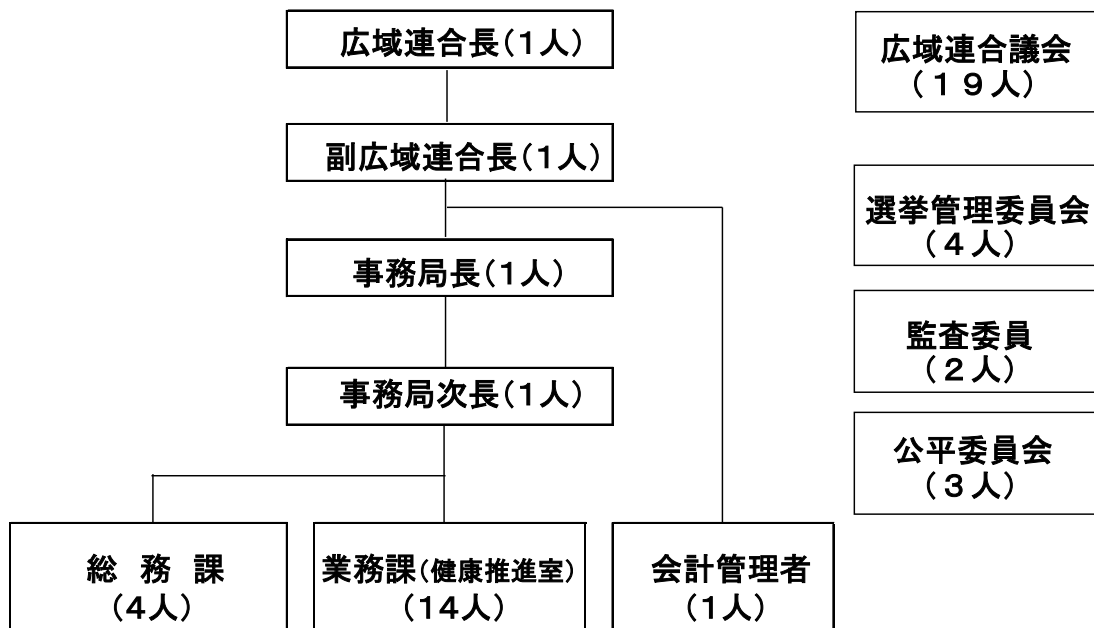 広域連合長(1人)
副広域連合長(1人)
事務局長(1人)
事務局次長(1人)
総 務 課
(4人)
業務課(健康推進室)
(14人)
会計管理者
(1人)
広域連合議会
(19人)
選挙管理委員会
(4人)
監査委員
(2人)
公平委員会
(3人)